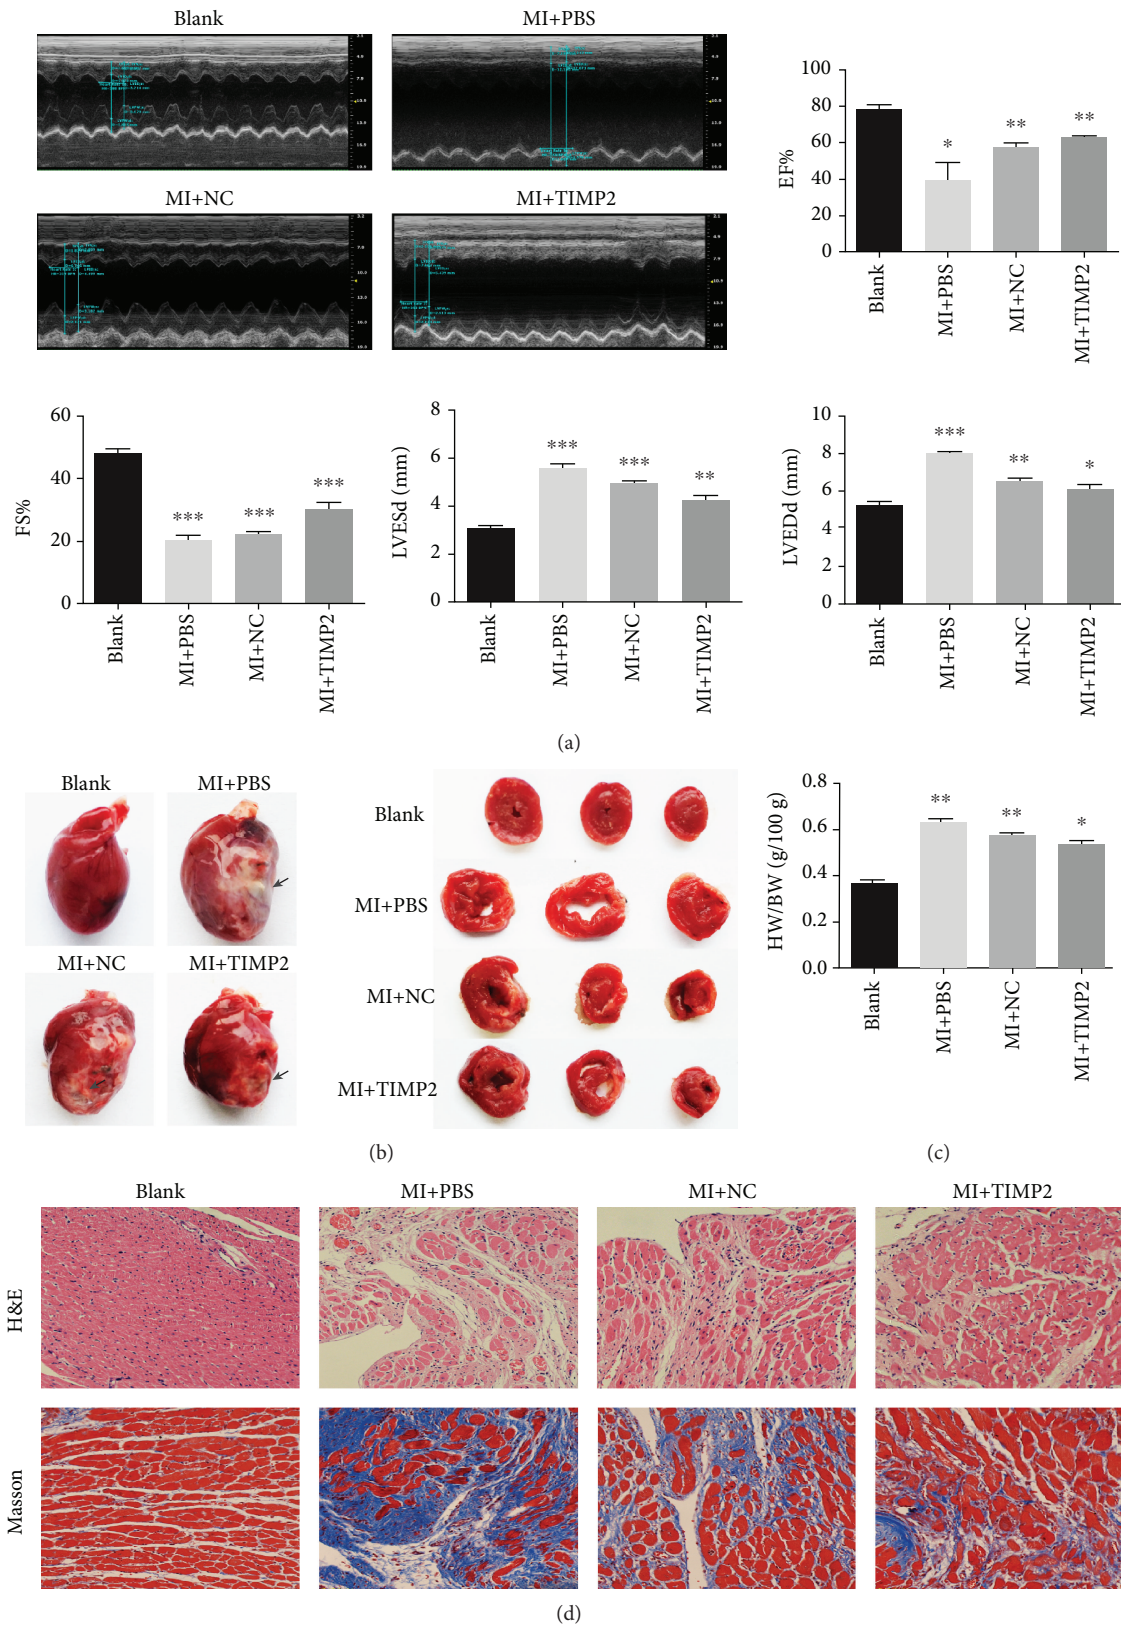 Blank
MI+PBS
MI+NC
MI+TIMP2
EF%
100
80
60
40
20
0
*
**
**
Blank
MI+PBS
MI+NC
MI+TIMP2
FS%
60
40
20
0
***
***
***
Blank
MI+PBS
MI+NC
MI+TIMP2
LVESd (mm)
8
6
4
2
0
***
***
**
Blank
MI+PBS
MI+NC
MI+TIMP2
LVEDd (mm)
10
8
6
4
2
0
***
**
*
Blank
MI+PBS
MI+NC
MI+TIMP2
(a)
Blank
MI+PBS
MI+NC
MI+TIMP2
Blank
MI+PBS
MI+NC
MI+TIMP2
(b)
HW/BW (g/100 g)
0.8
0.6
0.4
0.2
0.0
**
**
*
Blank
MI+PBS
MI+NC
MI+TIMP2
(c)
Blank
MI+PBS
MI+NC
MI+TIMP2
H&E
Masson
(d)